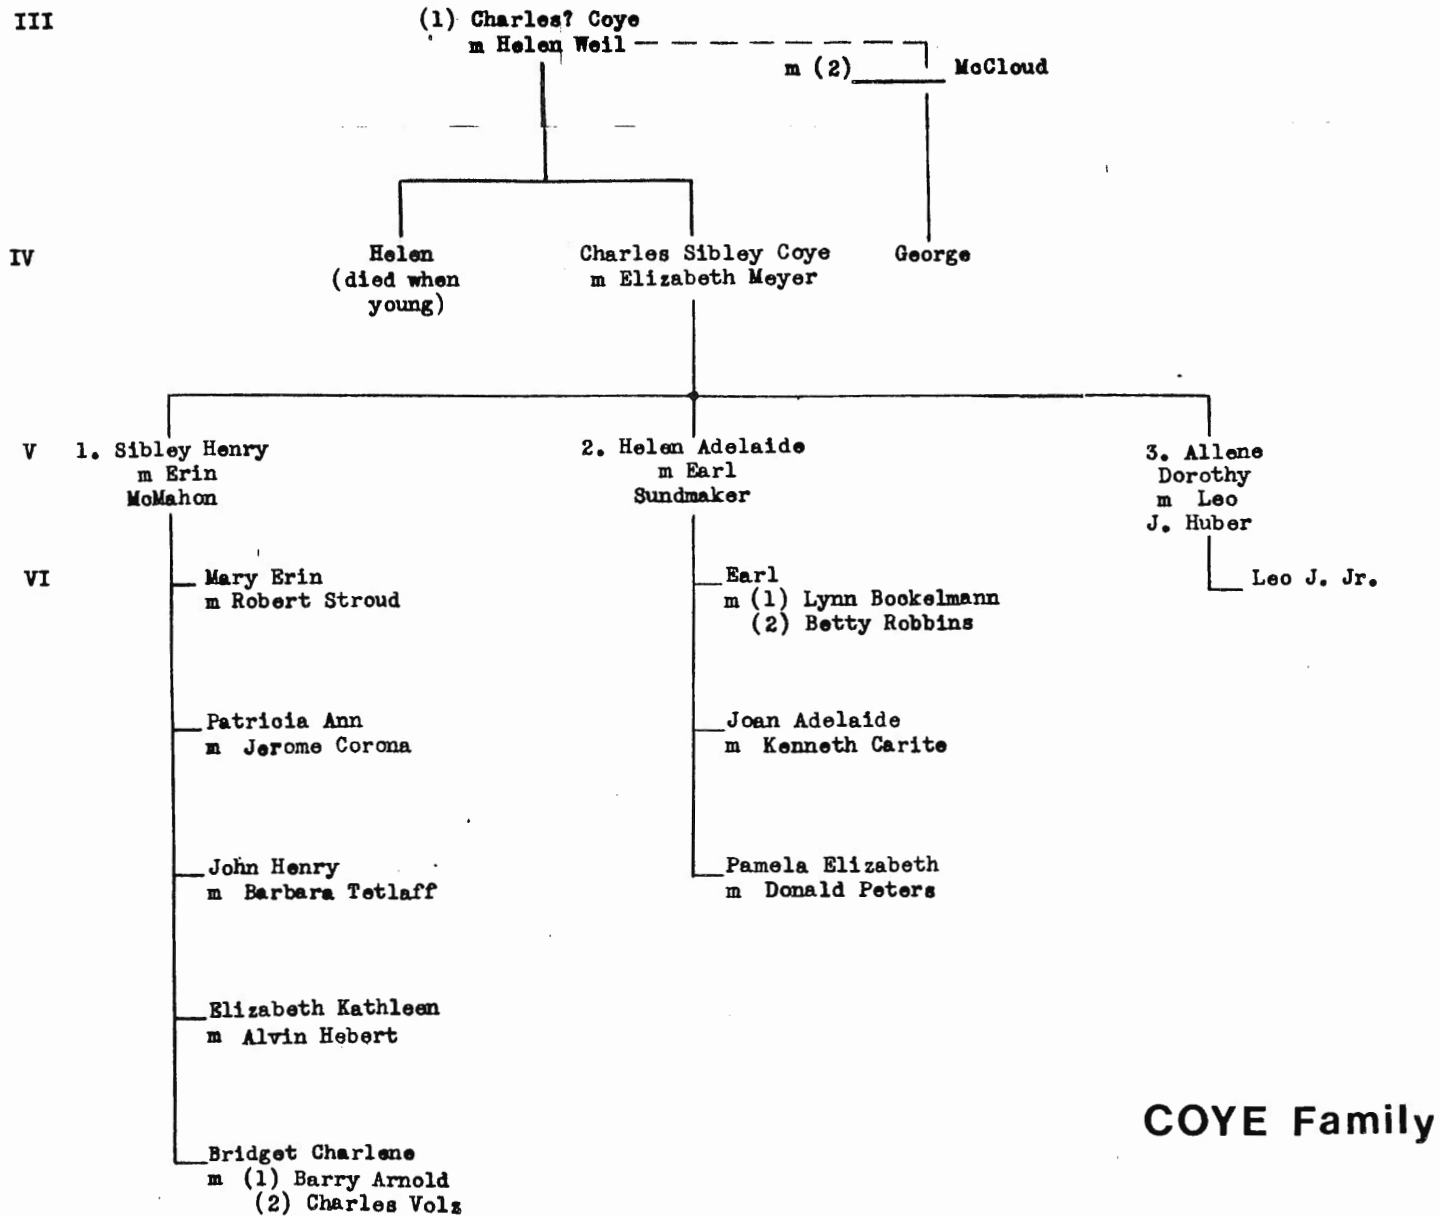 III
(1) Charles? Coye
m Helen Weil
m (2)____ McCloud
IV
Helen
(died when
young)
Charles Sibley Coye
m Elizabeth Meyer
George
V
1. Sibley Henry
m Erin
McMahon
2. Helen Adelaide
m Earl
Sundmaker
3. Allene
Dorothy
m Leo
J. Huber
VI
Mary Erin
m Robert Stroud
Patricia Ann
m Jerome Corona
John Henry
m Barbara Tetlaff
Elizabeth Kathleen
m Alvin Hebert
Bridget Charlene
m (1) Barry Arnold
(2) Charles Volz
Earl
m (1) Lynn Bockelmann
(2) Betty Robbins
Joan Adelaide
m Kenneth Carite
Pamela Elizabeth
m Donald Peters
Leo J. Jr.
COYE Family